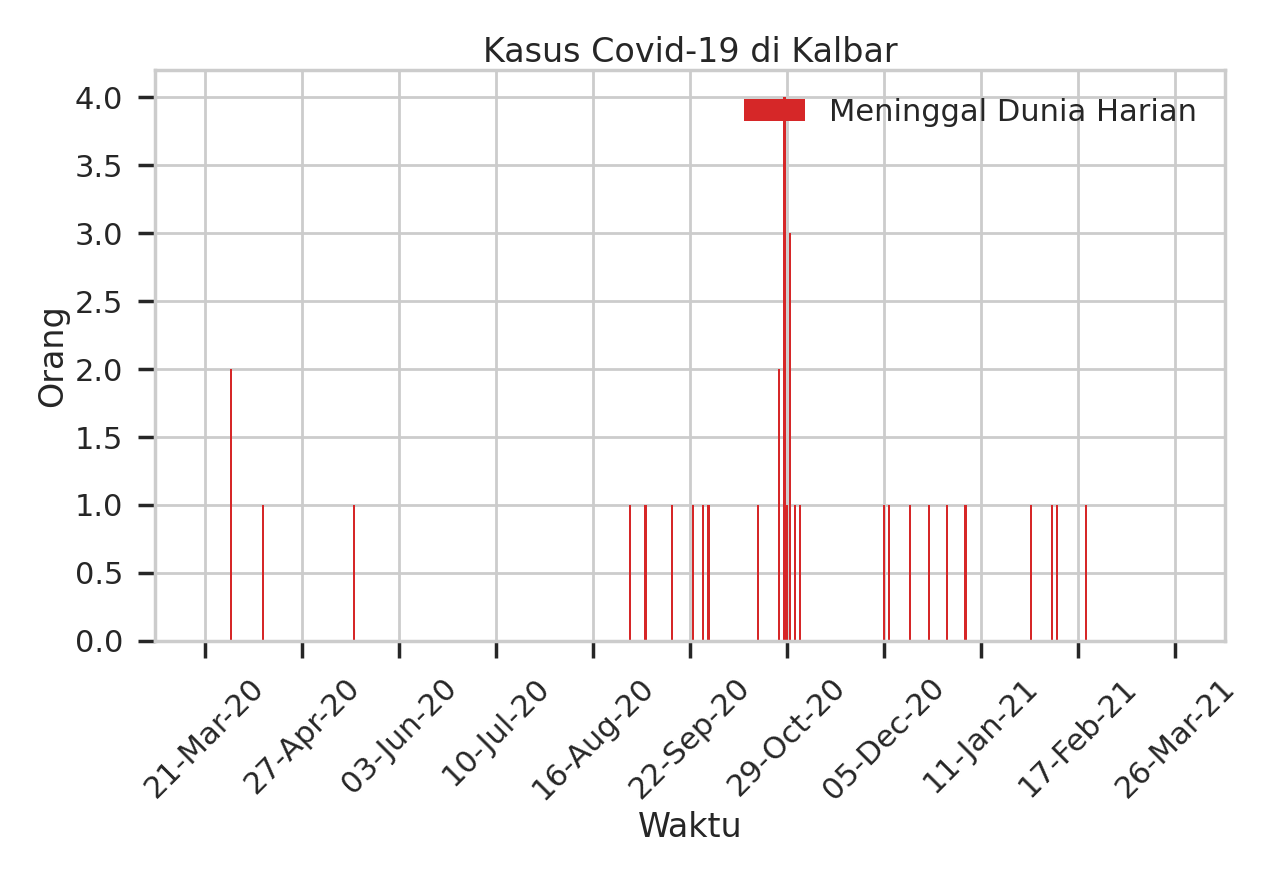 Kasus Covid-19 di Kalbar
Meninggal Dunia Harian
Orang
4.0
3.5
3.0
2.5
2.0
1.5
1.0
0.5
0.0
21-Mar-20
27-Apr-20
03-Jun-20
10-Jul-20
16-Aug-20
22-Sep-20
29-Oct-20
05-Dec-20
11-Jan-21
17-Feb-21
26-Mar-21
Waktu